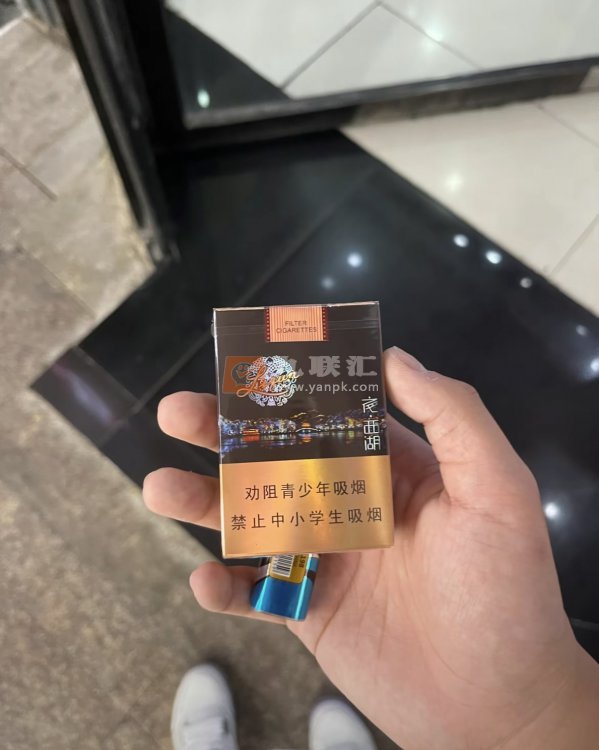 FILTER
CIGARETTES
联汇
www.yanpk.com
夜西湖
劝阻青少年吸烟
禁止中小学生吸烟